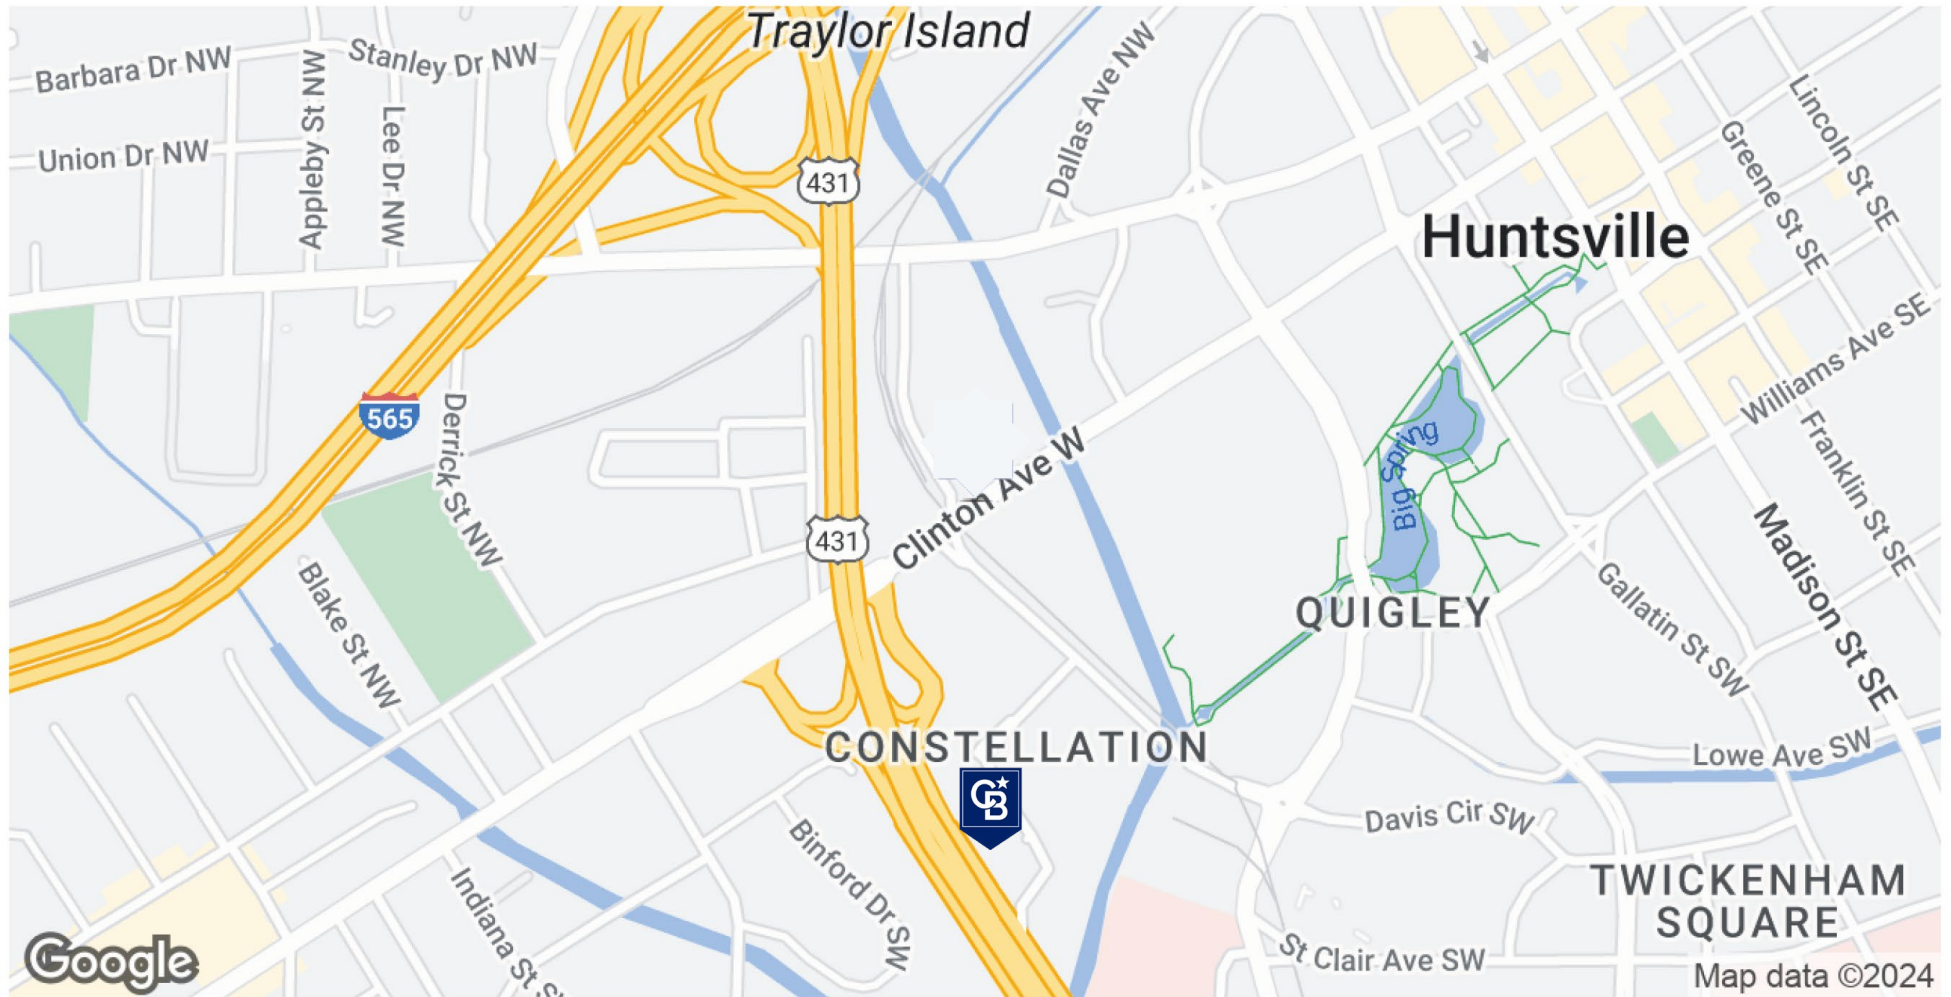 Traylor Island
Barbara Dr NW
Stanley Dr NW
Appleby St NW
Lee Dr NW
Union Dr NW
431
Dallas Ave NW
Lincoln St SE
Greene St SE
Huntsville
565
Derrick St NW
Clinton Ave W
Big Spring
Williams Ave SE
Franklin St SE
431
Blake St NW
QUIGLEY
Gallatin St SW
Madison St SE
CONSTELLATION
Lowe Ave SW
CB
Davis Cir SW
Binford Dr SW
Indiana St S
TWICKENHAM
SQUARE
St Clair Ave SW
Google
Map data ©2024